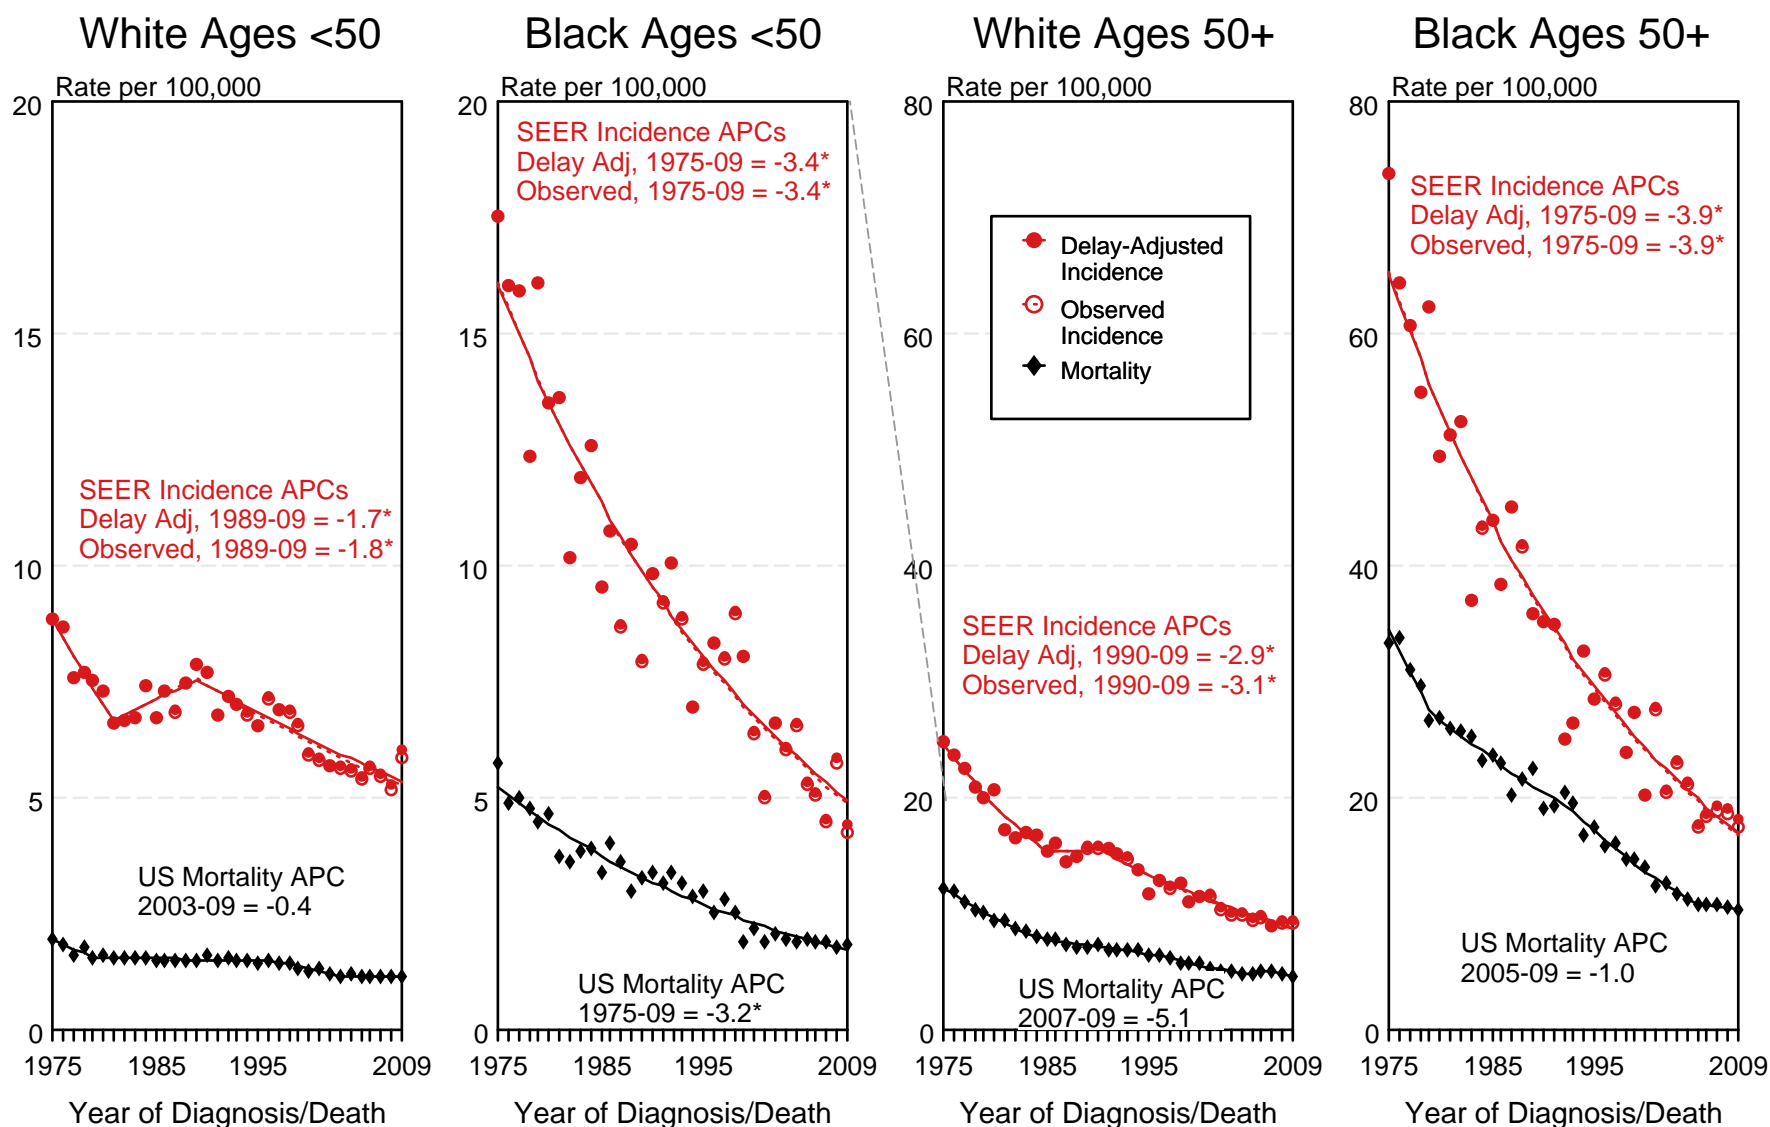 White Ages <50
Rate per 100,000
20
15
10
5
0
SEER Incidence APCs
Delay Adj, 1989-09 = -1.7*
Observed, 1989-09 = -1.8*
US Mortality APC
2003-09 = -0.4
1975
1985
1995
2009
Year of Diagnosis/Death
Black Ages <50
Rate per 100,000
20
15
10
5
0
SEER Incidence APCs
Delay Adj, 1975-09 = -3.4*
Observed, 1975-09 = -3.4*
US Mortality APC
1975-09 = -3.2*
1975
1985
1995
2009
Year of Diagnosis/Death
White Ages 50+
Rate per 100,000
80
60
40
20
0
Delay-Adjusted
Incidence
Observed
Incidence
Mortality
SEER Incidence APCs
Delay Adj, 1990-09 = -2.9*
Observed, 1990-09 = -3.1*
US Mortality APC
2007-09 = -5.1
1975
1985
1995
2009
Year of Diagnosis/Death
Black Ages 50+
Rate per 100,000
80
60
40
20
0
SEER Incidence APCs
Delay Adj, 1975-09 = -3.9*
Observed, 1975-09 = -3.9*
US Mortality APC
2005-09 = -1.0
1975
1985
1995
2009
Year of Diagnosis/Death